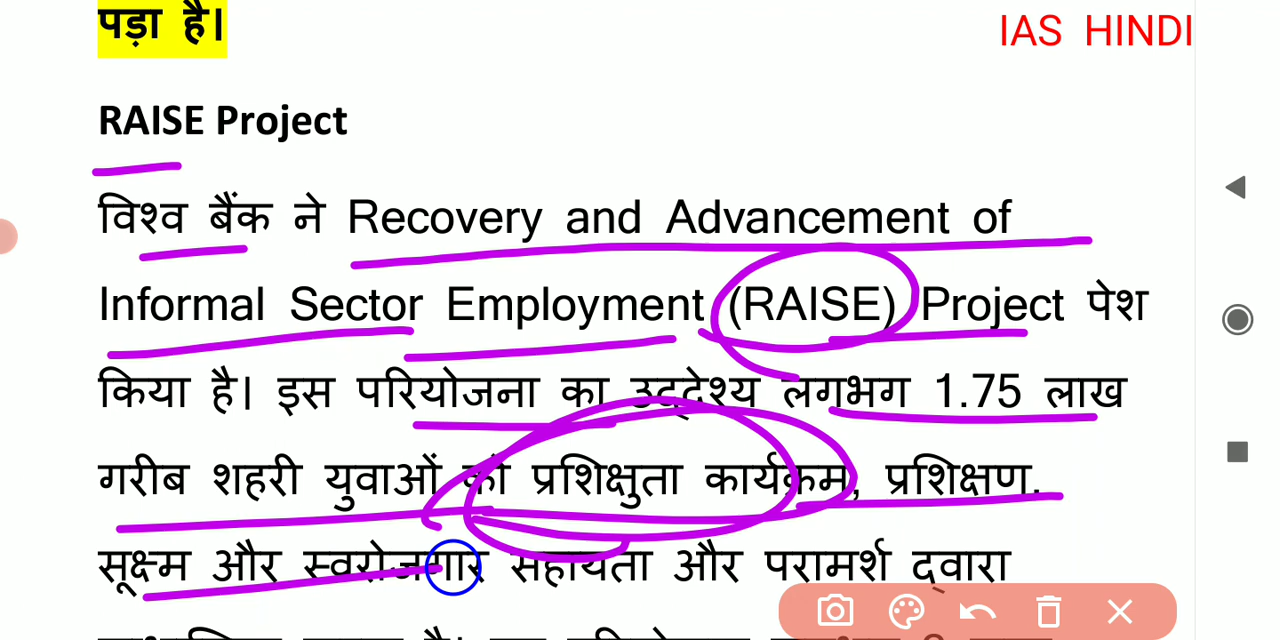 पड़ा है।
IAS HINDI
RAISE Project
विश्व बैंक ने Recovery and Advancement of
Informal Sector Employment (RAISE) Project पेश
किया है। इस परियोजना का उद्देश्य लगभग 1.75 लाख
गरीब शहरी युवाओं को प्रशिक्षुता कार्यक्रम, प्रशिक्षण,
सूक्ष्म और स्वरोजगार सहायता और परामर्श द्वारा